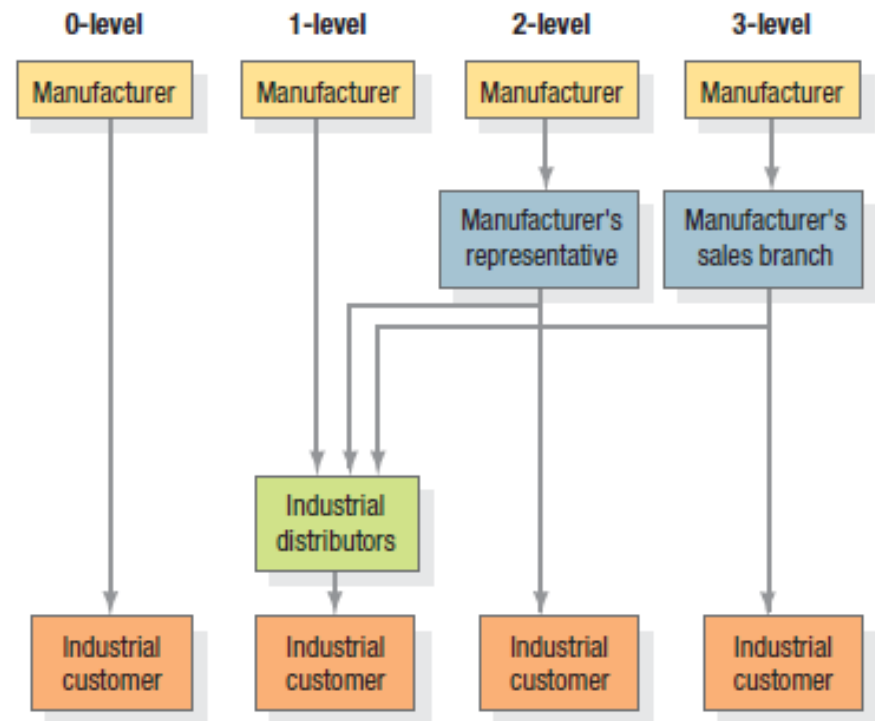 0-level 1-level 2-level 3-level
Manufacturer Manufacturer Manufacturer Manufacturer
Manufacturer's
representative
Manufacturer's
sales branch
Industrial
distributors
Industrial
customer
Industrial
customer
Industrial
customer
Industrial
customer